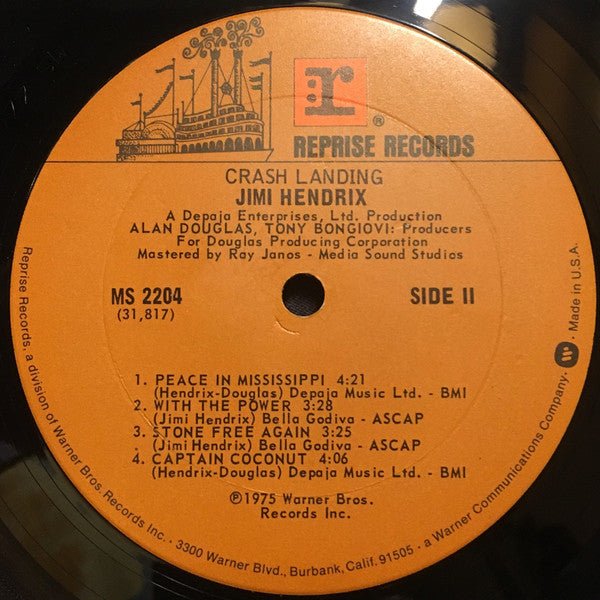 r
®
REPRISE RECORDS
CRASH LANDING
JIMI HENDRIX
A Depaja Enterprises, Ltd. Production
ALAN DOUGLAS, TONY BONGIOVI: Producers
For Douglas Producing Corporation
Mastered by Ray Janos - Media Sound Studios
MS 2204
(31,817)
SIDE II
1. PEACE IN MISSISSIPPI 4:21
(Hendrix-Douglas) Depaja Music Ltd. - BMI
2. WITH THE POWER 3:28
(Jimi Hendrix) Bella Godiva - ASCAP
3. STONE FREE AGAIN 3:25
(Jimi Hendrix) Bella Godiva - ASCAP
4. CAPTAIN COCONUT 4:06
(Hendrix-Douglas) Depaja Music Ltd. - BMI
℗1975 Warner Bros.
Records Inc.
Reprise Records, a division of Warner Bros. Records Inc. · 3300 Warner Blvd., Burbank, Calif. 91505 · a Warner Communications Company. W · Made in U.S.A.